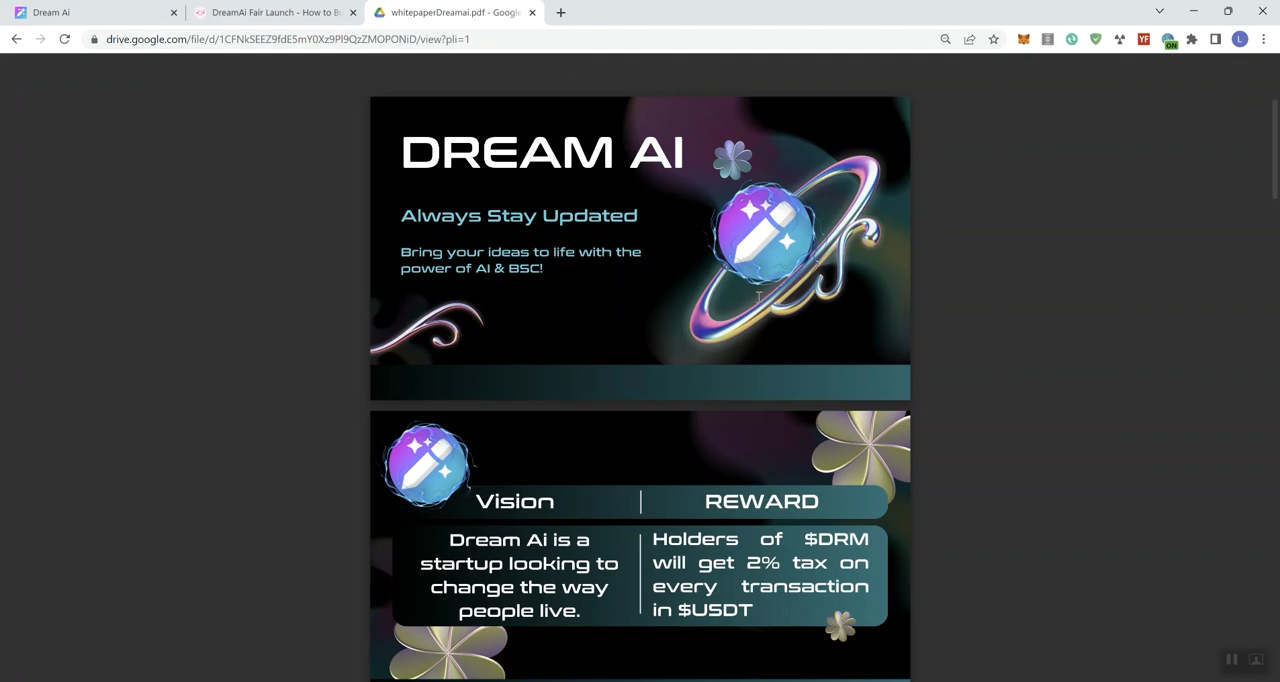 Dream Ai
DreamAi Fair Launch - How to Bu
whitepaperDreamai.pdf - Google
drive.google.com/file/d/1CFNkSEEZ9fdE5mY0Xz9Pl9QzZMOPONiD/view?pli=1
YF
ON
L
DREAM AI
Always Stay Updated
Bring your ideas to life with the
power of AI & BSC!
Vision
REWARD
Dream Ai is a
startup looking to
change the way
people live.
Holders of $DRM
will get 2% tax on
every transaction
in $USDT